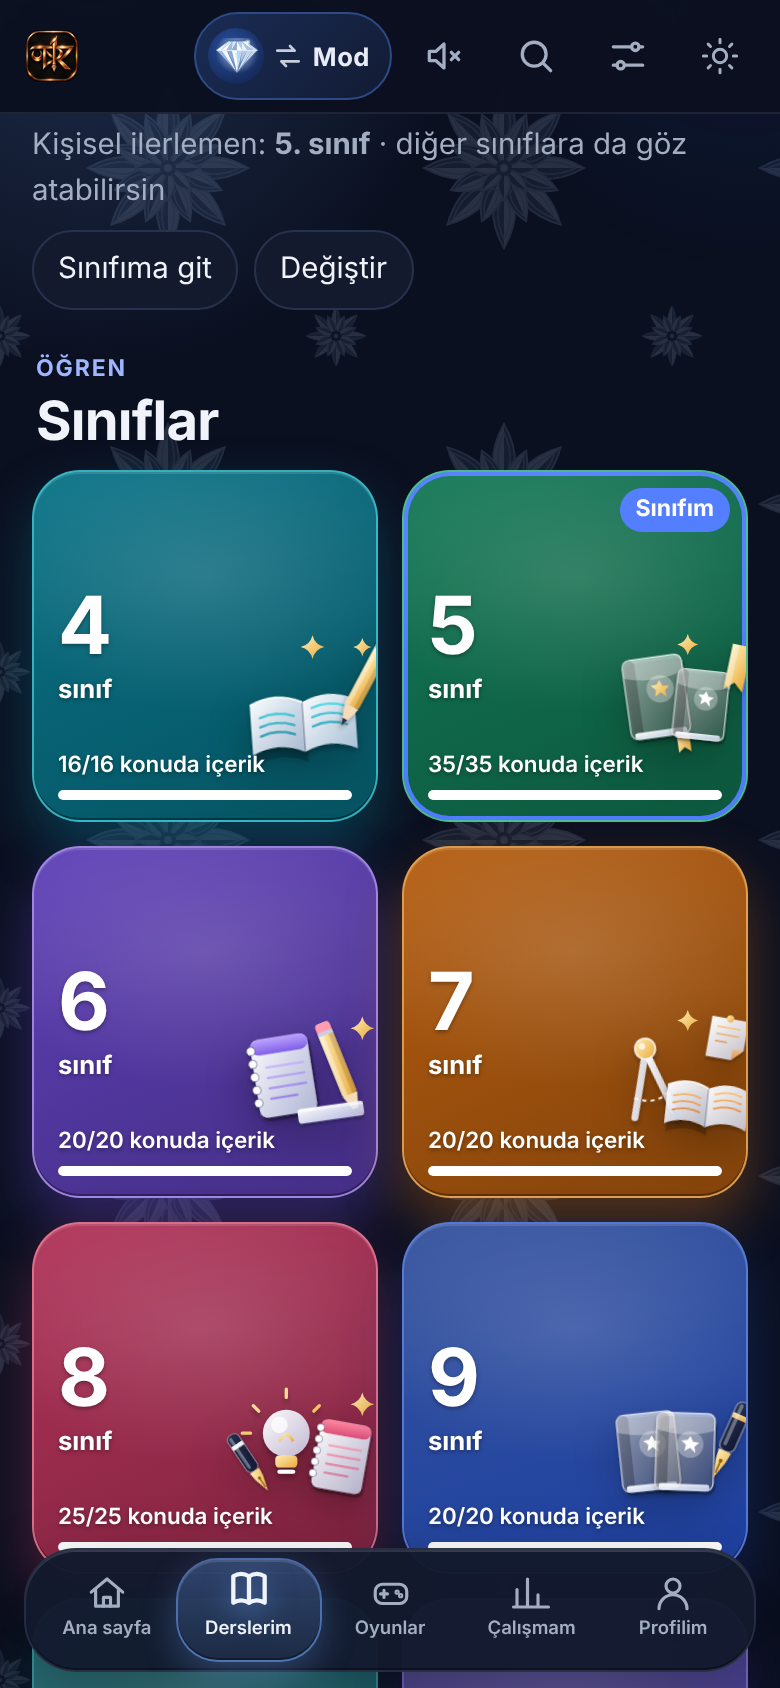 Mod
Kişisel ilerlemen: 5. sınıf · diğer sınıflara da göz
atabilirsin
Sınıfıma git
Değiştir
ÖĞREN
Sınıflar
4
sınıf
16/16 konuda içerik
Sınıfım
5
sınıf
35/35 konuda içerik
6
sınıf
20/20 konuda içerik
7
sınıf
20/20 konuda içerik
8
sınıf
25/25 konuda içerik
9
sınıf
20/20 konuda içerik
Ana sayfa
Derslerim
Oyunlar
Çalışmam
Profilim